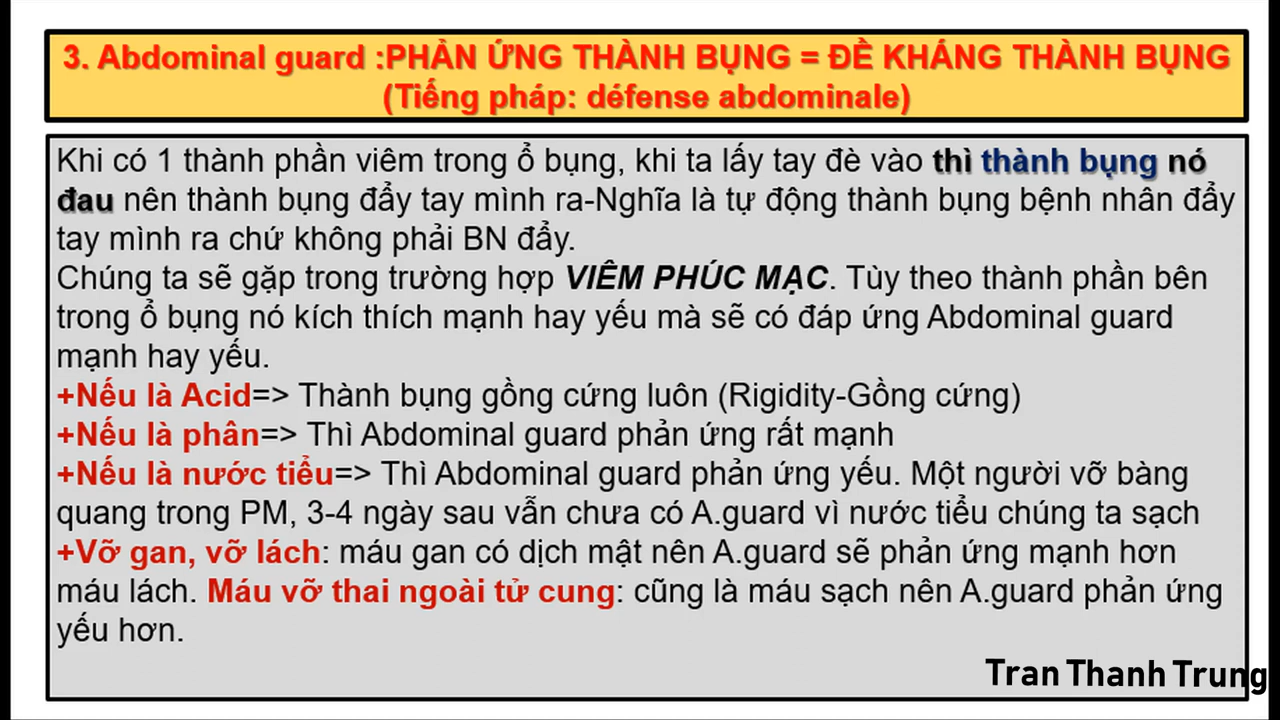 3. Abdominal guard :PHẢN ỨNG THÀNH BỤNG = ĐỀ KHÁNG THÀNH BỤNG
(Tiếng pháp: défense abdominale)
Khi có 1 thành phần viêm trong ổ bụng, khi ta lấy tay đè vào thì thành bụng nó
đau nên thành bụng đẩy tay mình ra-Nghĩa là tự động thành bụng bệnh nhân đẩy
tay mình ra chứ không phải BN đẩy.
Chúng ta sẽ gặp trong trường hợp VIÊM PHÚC MẠC. Tùy theo thành phần bên
trong ổ bụng nó kích thích mạnh hay yếu mà sẽ có đáp ứng Abdominal guard
mạnh hay yếu.
+Nếu là Acid=> Thành bụng gồng cứng luôn (Rigidity-Gồng cứng)
+Nếu là phân=> Thì Abdominal guard phản ứng rất mạnh
+Nếu là nước tiểu=> Thì Abdominal guard phản ứng yếu. Một người vỡ bàng
quang trong PM, 3-4 ngày sau vẫn chưa có A.guard vì nước tiểu chúng ta sạch
+Vỡ gan, vỡ lách: máu gan có dịch mật nên A.guard sẽ phản ứng mạnh hơn
máu lách. Máu vỡ thai ngoài tử cung: cũng là máu sạch nên A.guard phản ứng
yếu hơn.
Tran Thanh Trung